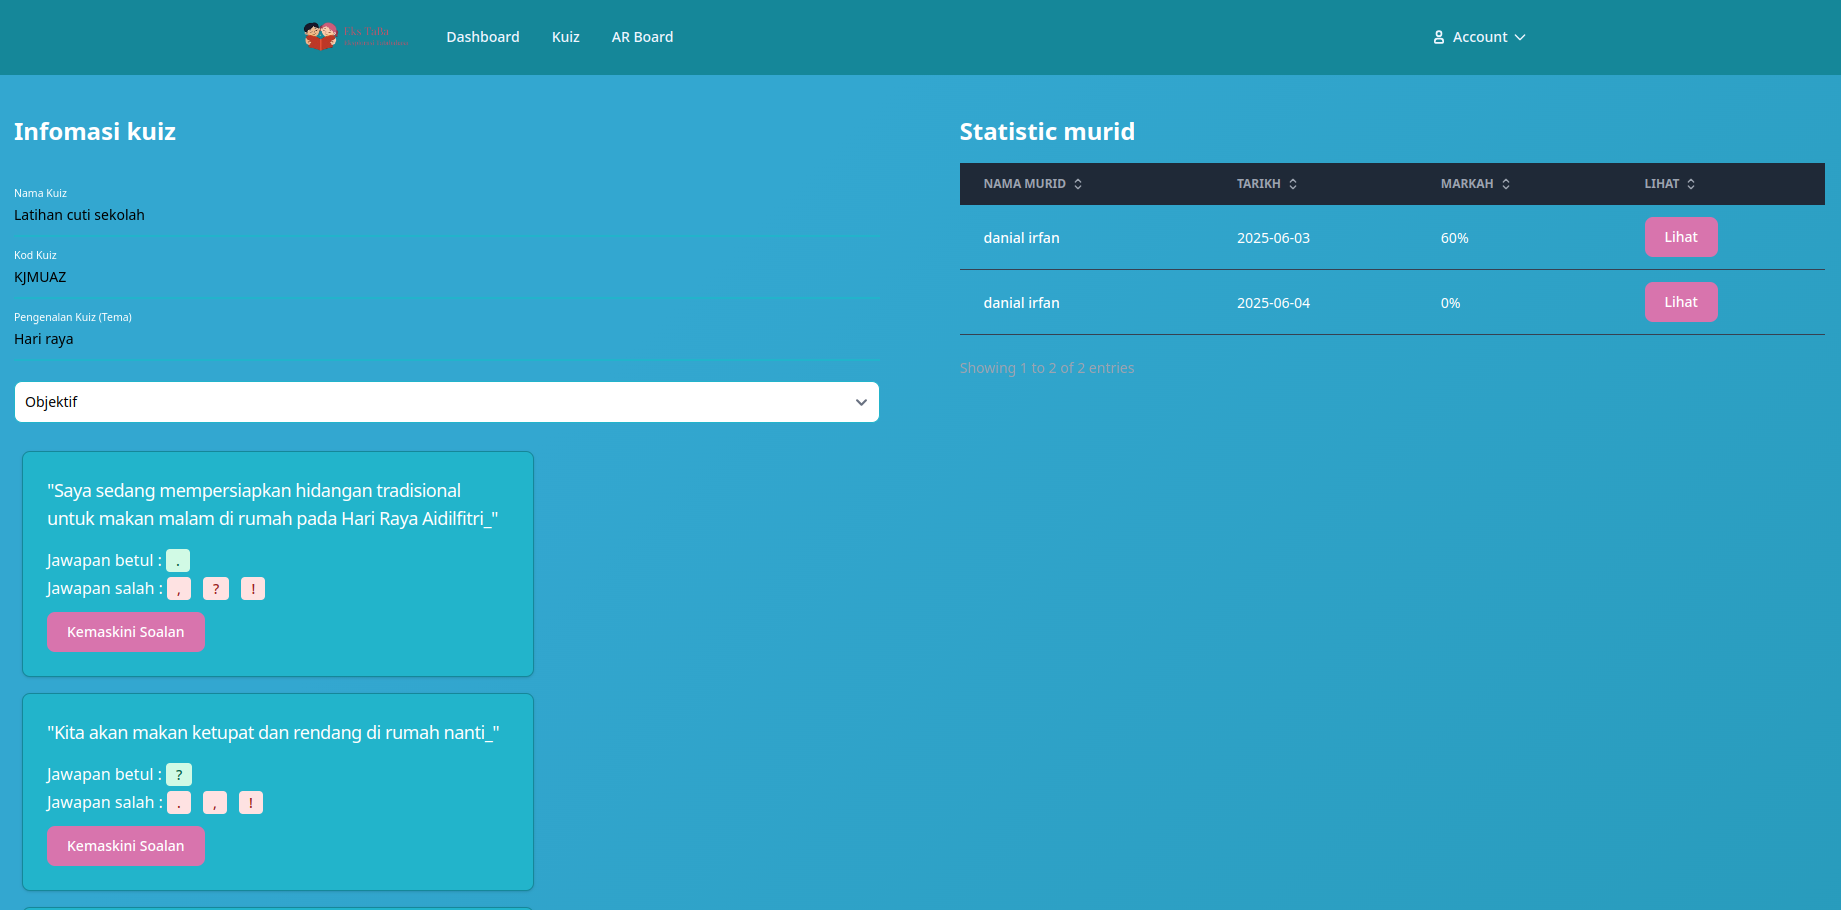 Dashboard
Kuiz
AR Board
Account
Infomasi kuiz
Nama Kuiz
Latihan cuti sekolah
Kod Kuiz
KJMUAZ
Pengenalan Kuiz (Tema)
Hari raya
Objektif
"Saya sedang mempersiapkan hidangan tradisional
untuk makan malam di rumah pada Hari Raya Aidilfitri_"
Jawapan betul : .
Jawapan salah : , ? !
Kemaskini Soalan
"Kita akan makan ketupat dan rendang di rumah nanti_"
Jawapan betul : ?
Jawapan salah : . , !
Kemaskini Soalan
Statistic murid
NAMA MURID TARIKH MARKAH LIHAT
danial irfan 2025-06-03 60% Lihat
danial irfan 2025-06-04 0% Lihat
Showing 1 to 2 of 2 entries